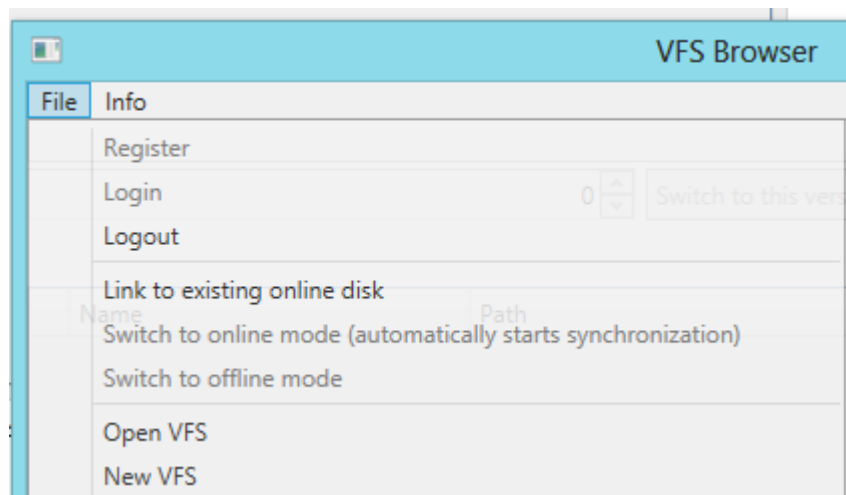 VFS Browser
File Info
Register
Login
0 Switch to this vers
Logout
Link to existing online disk
Name Path
Switch to online mode (automatically starts synchronization)
Switch to offline mode
Open VFS
New VFS